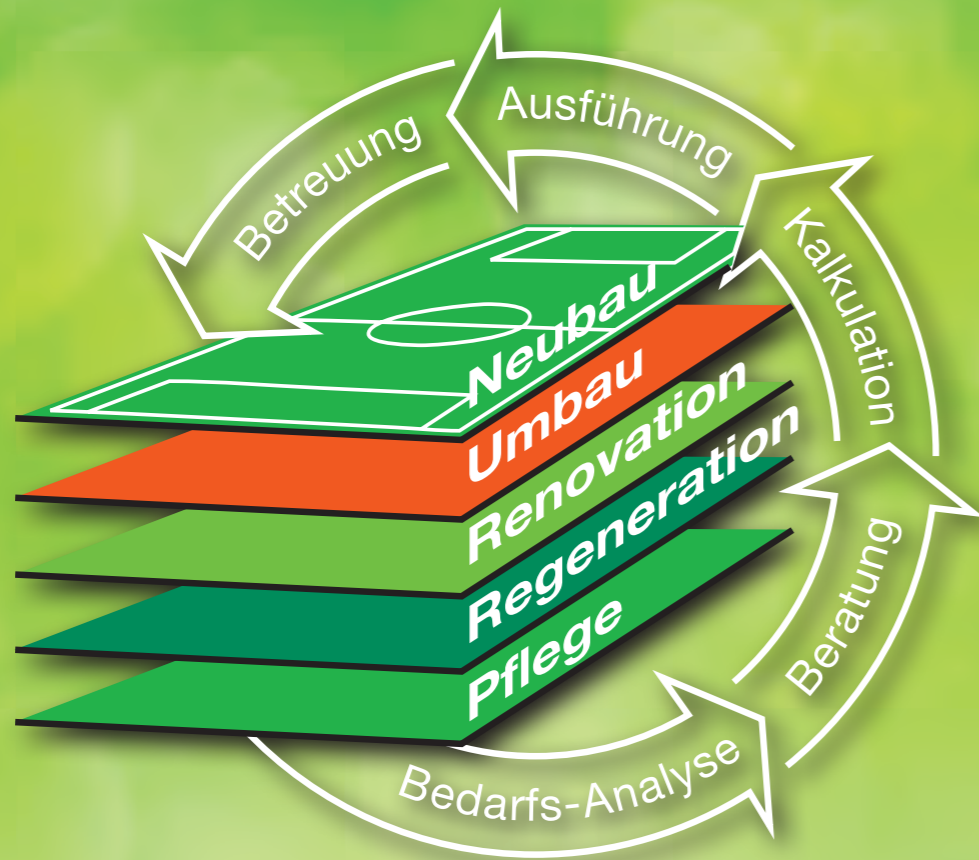 Ausführung
Betreuung
Kalkulation
Neubau
Umbau
Renovation
Regeneration
Pflege
Beratung
Bedarfs-Analyse